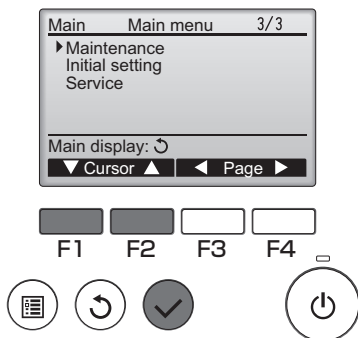 Main Main menu 3/3
Maintenance
Initial setting
Service
Main display:
Cursor Page
F1 F2 F3 F4